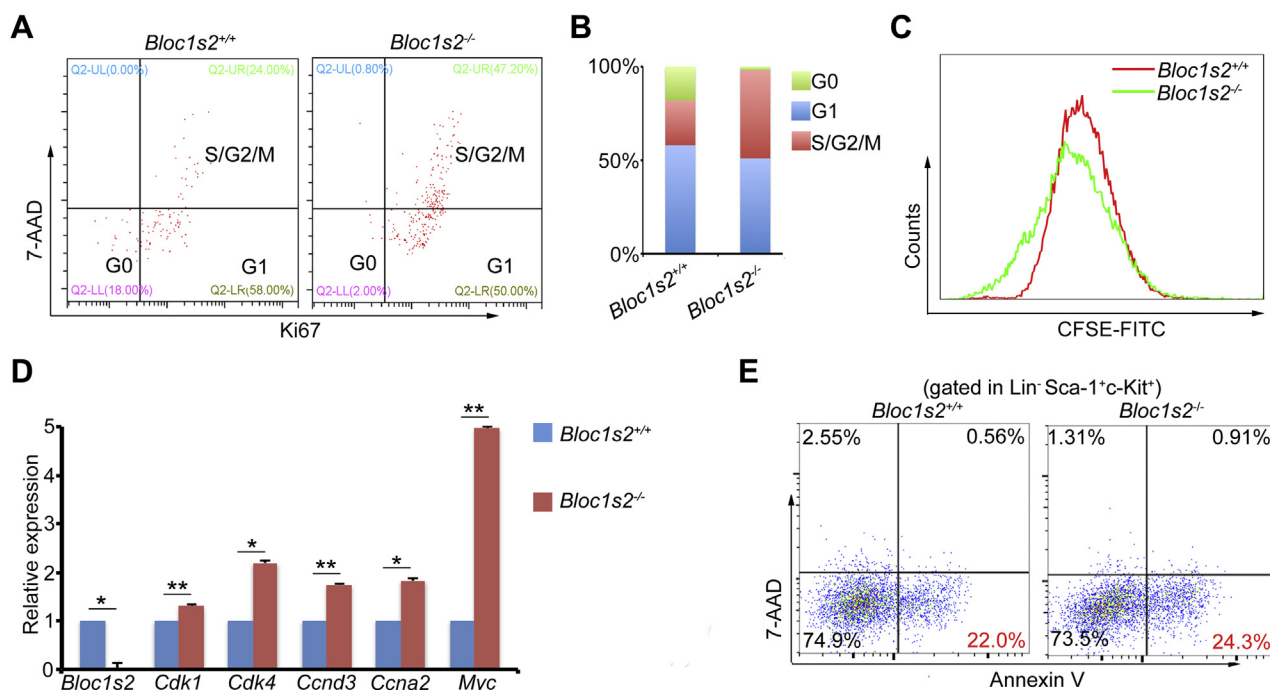 A
Bloc1s2+/+
Bloc1s2-/-
Q2-UL(0.00%)
Q2-UR(24.00%)
Q2-UL(0.80%)
Q2-UR(47.20%)
S/G2/M
S/G2/M
7-AAD
G0
G1
G0
G1
Q2-LL(18.00%)
Q2-LR(58.00%)
Q2-LL(2.00%)
Q2-LR(50.00%)
Ki67
B
100%
50%
0%
G0
G1
S/G2/M
Bloc1s2+/+
Bloc1s2-/-
C
Bloc1s2+/+
Bloc1s2-/-
Counts
CFSE-FITC
D
Relative expression
5
4
3
2
1
0
*
**
*
**
*
**
Bloc1s2+/+
Bloc1s2-/-
Bloc1s2
Cdk1
Cdk4
Ccnd3
Ccna2
Myc
E
(gated in Lin- Sca-1+c-Kit+)
Bloc1s2+/+
Bloc1s2-/-
2.55%
0.56%
1.31%
0.91%
7-AAD
74.9%
22.0%
73.5%
24.3%
Annexin V